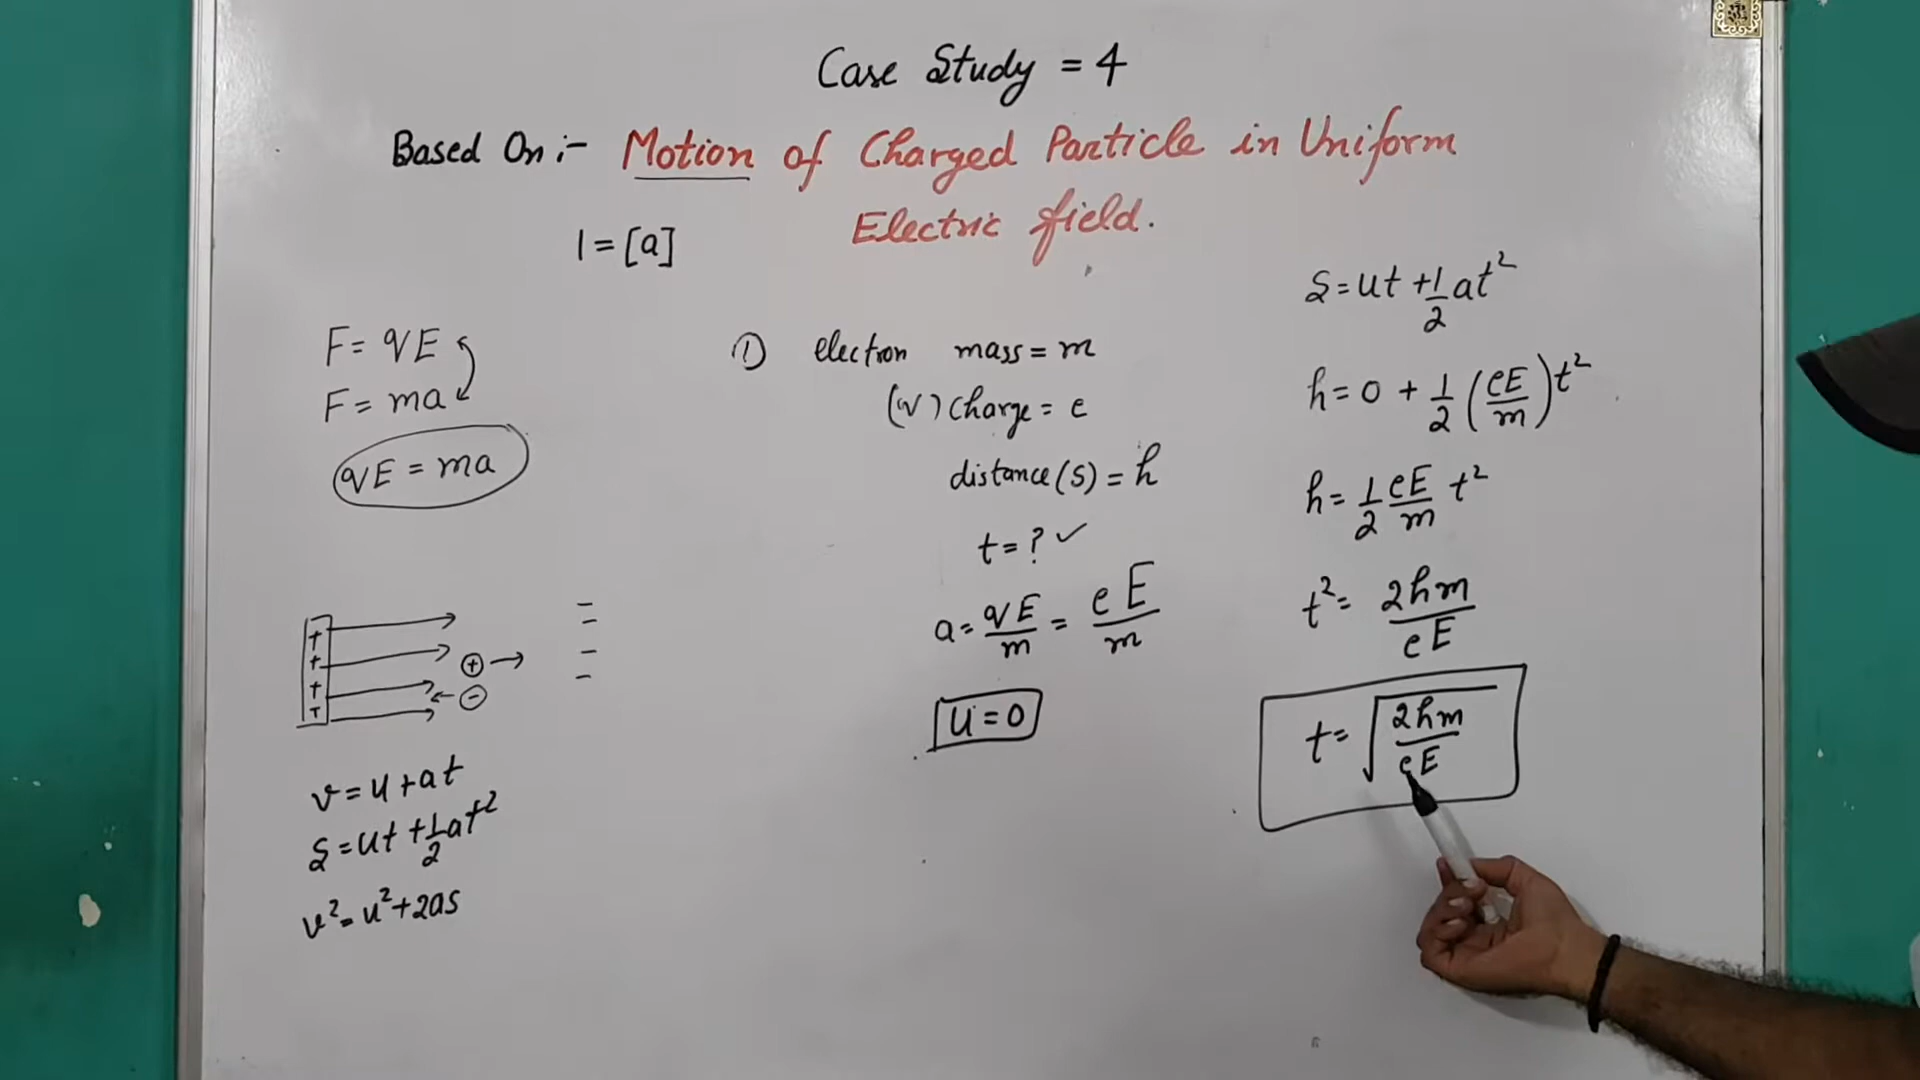 Case Study = 4
Based On :- Motion of Charged Particle in Uniform
Electric field.
1 = [a]
F = qE
F = ma
qE = ma
+
+
+
+
+ →
- ←
-
-
-
-
v = u + at
S = ut + 1/2 at²
v² = u² + 2as
① electron mass = m
(q) Charge = e
distance (S) = h
t = ? ✓
a = qE/m = eE/m
u = 0
S = ut + 1/2 at²
h = 0 + 1/2 (eE/m) t²
h = 1/2 eE/m t²
t² = 2hm/eE
t = √(2hm/eE)